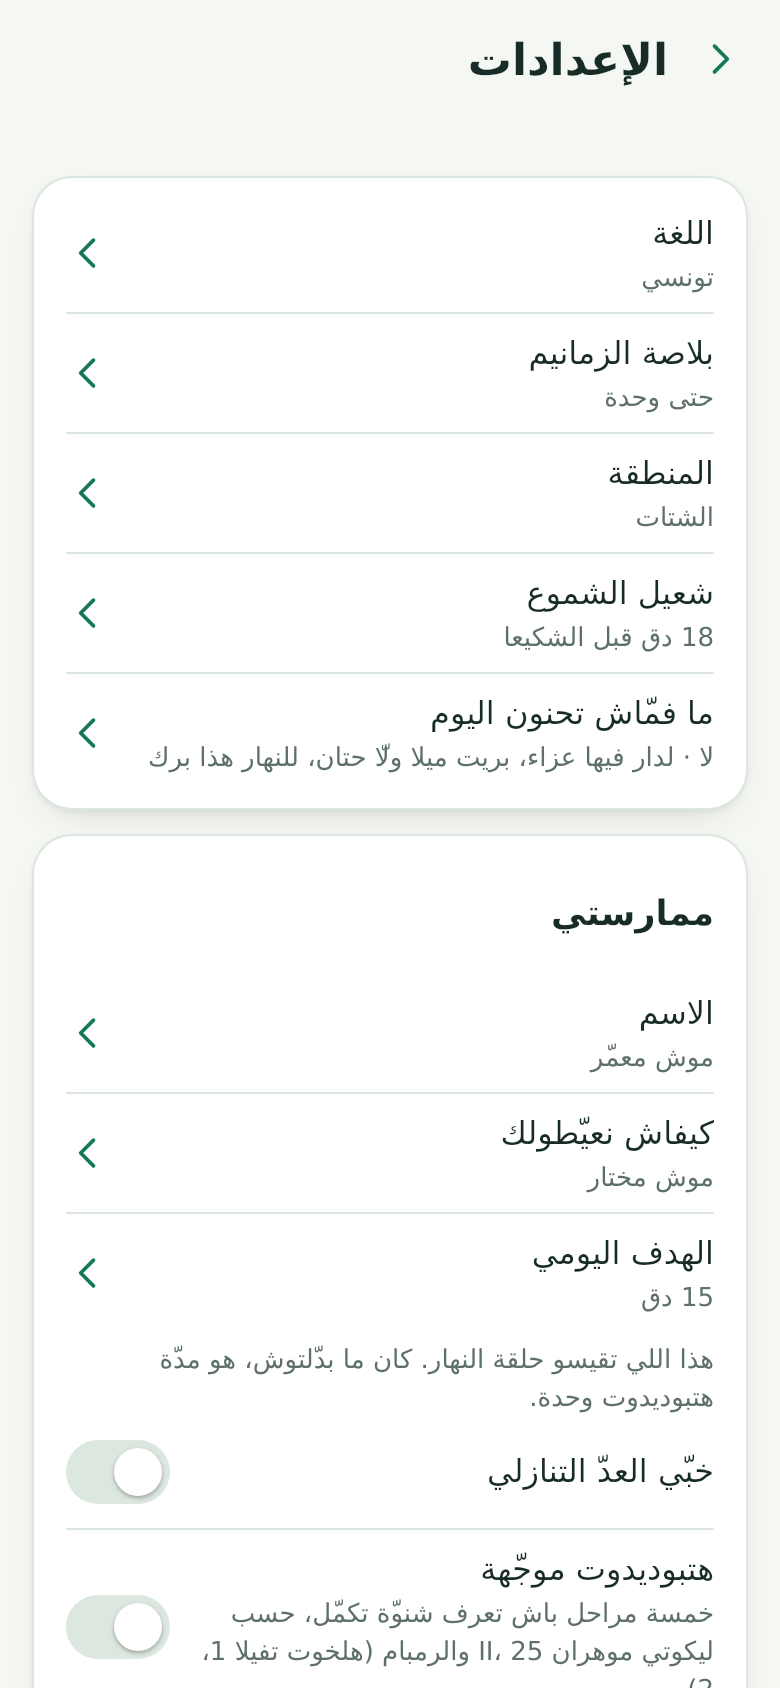 الإعدادات
اللغة
تونسي
بلاصة الزمانيم
حتى وحدة
المنطقة
الشتات
شعيل الشموع
18 دق قبل الشكيعا
ما فمّاش تحنون اليوم
لا · لدار فيها عزاء، بريت ميلا ولّا حتان، للنهار هذا برك
ممارستي
الاسم
موش معمّر
كيفاش نعيّطولك
موش مختار
الهدف اليومي
15 دق
هذا اللي تقيسو حلقة النهار. كان ما بدّلتوش، هو مدّة
هتبوديدوت وحدة.
خبّي العدّ التنازلي
هتبوديدوت موجّهة
خمسة مراحل باش تعرف شنوّة تكمّل، حسب
ليكوتي موهران II، 25 والرمبام (هلخوت تفيلا 1،
2)